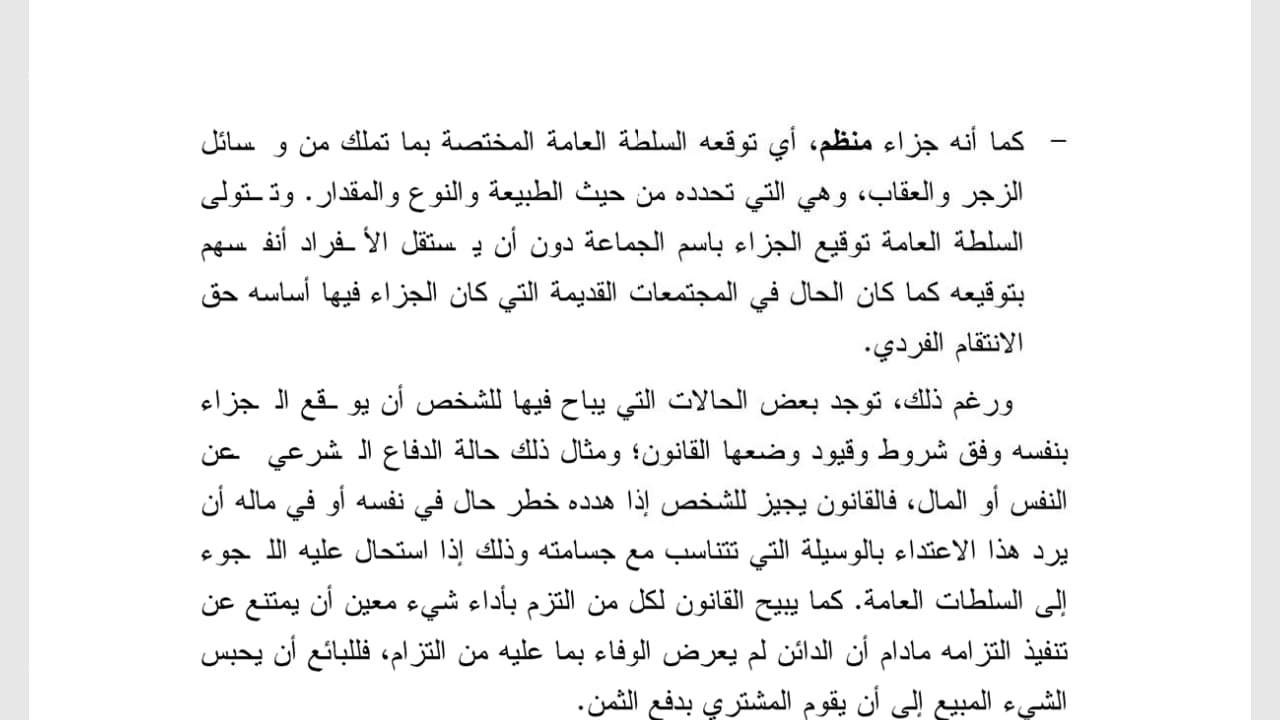 - كما أنه جزاء منظم، أي توقعه السلطة العامة المختصة بما تملك من وسائل
الزجر والعقاب، وهي التي تحدده من حيث الطبيعة والنوع والمقدار. وتتولى
السلطة العامة توقيع الجزاء باسم الجماعة دون أن يستقل الأفراد أنفسهم
بتوقيعه كما كان الحال في المجتمعات القديمة التي كان الجزاء فيها أساسه حق
الانتقام الفردي.
ورغم ذلك، توجد بعض الحالات التي يباح فيها للشخص أن يوقع الجزاء
بنفسه وفق شروط وقيود وضعها القانون؛ ومثال ذلك حالة الدفاع الشرعي عن
النفس أو المال، فالقانون يجيز للشخص إذا هدده خطر حال في نفسه أو في ماله أن
يرد هذا الاعتداء بالوسيلة التي تتناسب مع جسامته وذلك إذا استحال عليه اللجوء
إلى السلطات العامة. كما يبيح القانون لكل من التزم بأداء شيء معين أن يمتنع عن
تنفيذ التزامه مادام أن الدائن لم يعرض الوفاء بما عليه من التزام، فللبائع أن يحبس
الشيء المبيع إلى أن يقوم المشتري بدفع الثمن.